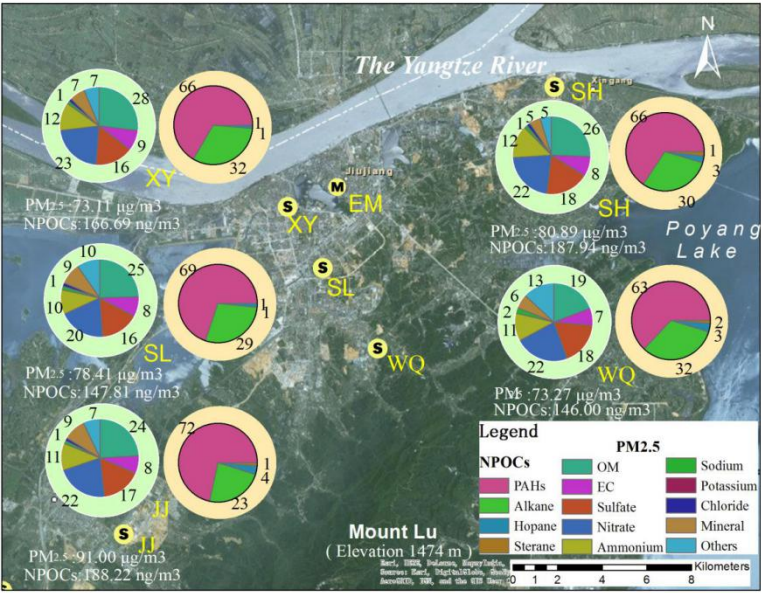 N
The Yangtze River
Xingang
S
SH
66
1
1
32
1 7 7
28
9
16
23
12
XY
PM2.5 :73.11 μg/m3
NPOCs:166.69 ng/m3
Jiujiang
M
EM
S
XY
1 5 5
26
8
18
22
12
SH
66
1
3
30
PM2.5 :80.89 μg/m3
NPOCs:187.94 ng/m3
Poyang
Lake
9 10
25
8
16
20
10
1
SL
69
1
1
29
PM2.5 :78.41 μg/m3
NPOCs:147.81 ng/m3
S
SL
S
WQ
13
19
7
18
22
11
2
6
WQ
63
2
3
32
:73.27 μg/m3
NPOCs:146.00 ng/m3
9 7
24
8
17
22
11
1
JJ
72
1
4
23
S
JJ
PM2.5 :91.00 μg/m3
NPOCs:188.22 ng/m3
Mount Lu
( Elevation 1474 m )
Legend
NPOCs
PAHs
Alkane
Hopane
Sterane
PM2.5
OM
EC
Sulfate
Nitrate
Ammonium
Sodium
Potassium
Chloride
Mineral
Others
0 1 2 4 6 8
Kilometers